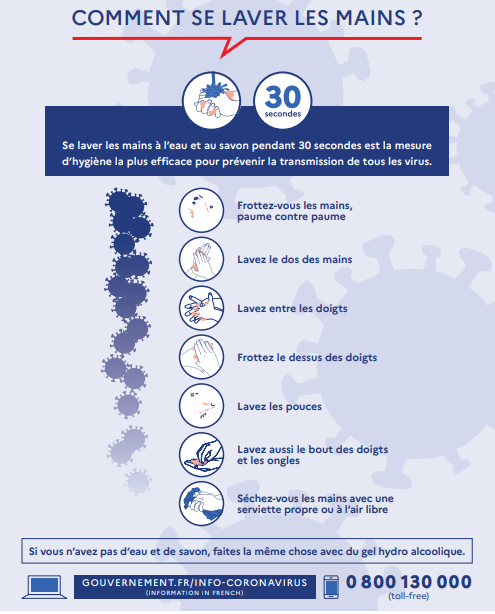 COMMENT SE LAVER LES MAINS ?
30
secondes
Se laver les mains à l'eau et au savon pendant 30 secondes est la mesure
d'hygiène la plus efficace pour prévenir la transmission de tous les virus.
Frottez-vous les mains,
paume contre paume
Lavez le dos des mains
Lavez entre les doigts
Frottez le dessus des doigts
Lavez les pouces
Lavez aussi le bout des doigts
et les ongles
Séchez-vous les mains avec une
serviette propre ou à l'air libre
Si vous n'avez pas d'eau et de savon, faites la même chose avec du gel hydro alcoolique.
GOUVERNEMENT.FR/INFO-CORONAVIRUS
(INFORMATION IN FRENCH)
0 800 130 000
(toll-free)